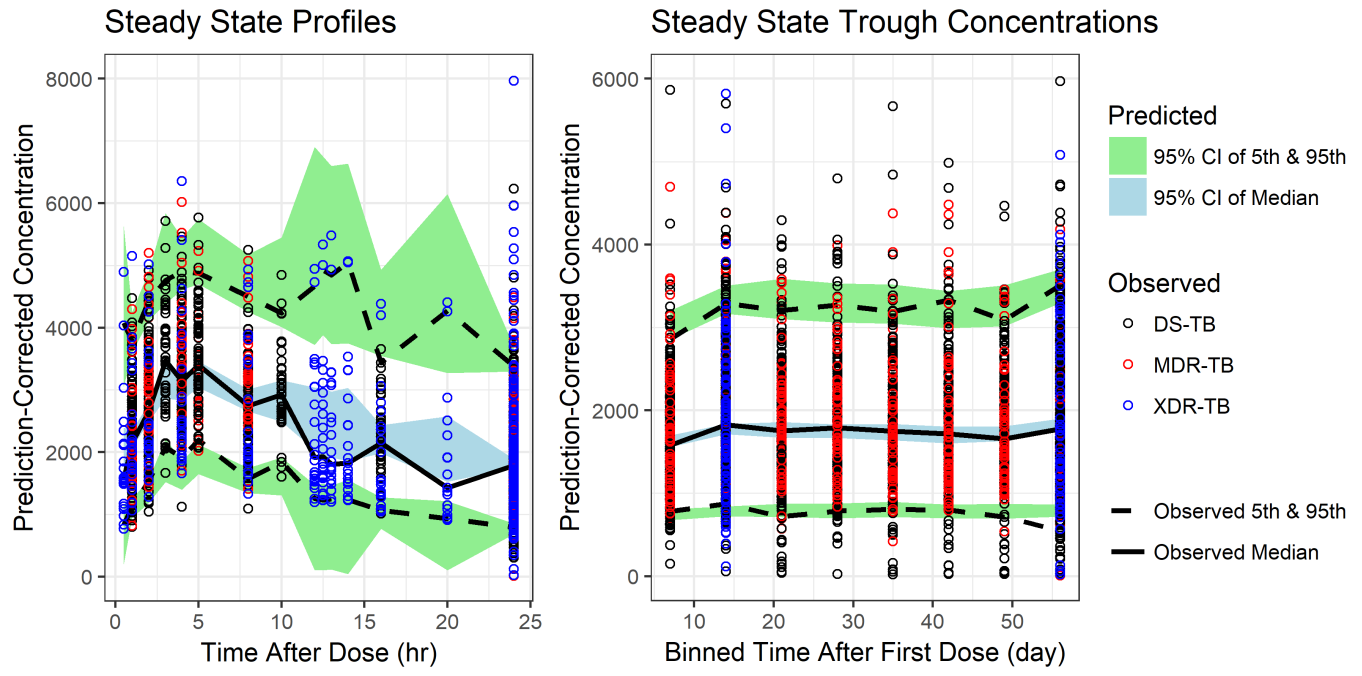 Steady State Profiles
Prediction-Corrected Concentration
8000
6000
4000
2000
0
0 5 10 15 20 25
Time After Dose (hr)
Steady State Trough Concentrations
Prediction-Corrected Concentration
6000
4000
2000
0
10 20 30 40 50
Binned Time After First Dose (day)
Predicted
95% CI of 5th & 95th
95% CI of Median
Observed
DS-TB
MDR-TB
XDR-TB
Observed 5th & 95th
Observed Median